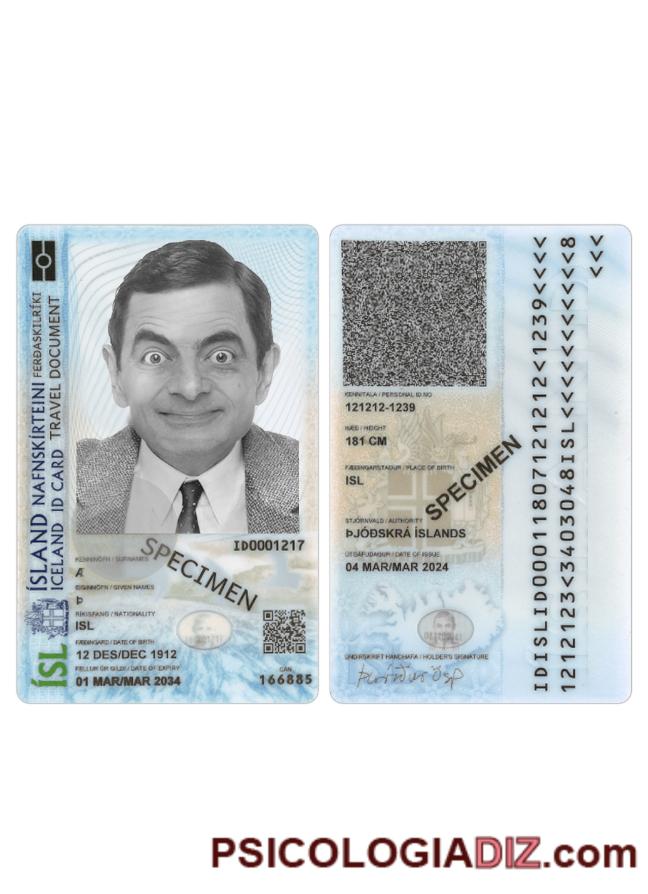 ÍSLAND NAFNSKÍRTEINI FERÐASKILRÍKI
ICELAND ID CARD TRAVEL DOCUMENT
ÍSL
SPECIMEN
ID0001217
KENNINÖFN / SURNAMES
Æ
EIGINNÖFN / GIVEN NAMES
Þ
RÍKISFANG / NATIONALITY
ISL
FÆÐINGARD / DATE OF BIRTH
12 DES/DEC 1912
FELLUR ÚR GILDI / DATE OF EXPIRY
01 MAR/MAR 2034
CAN
166885
KENNITALA / PERSONAL ID NO
121212-1239
HÆÐ / HEIGHT
181 CM
FÆÐINGARSTAÐUR / PLACE OF BIRTH
ISL
SPECIMEN
STJÓRNVALD / AUTHORITY
ÞJÓÐSKRÁ ÍSLANDS
ÚTGÁFUDAGUR / DATE OF ISSUE
04 MAR/MAR 2024
UNDIRSKRIFT HANDHAFA / HOLDER'S SIGNATURE
IDISLID00011807121212<1239<<<<
1212123<3403048ISL<<<<<<<<<<<8
<<<
PSICOLOGIADIZ.com